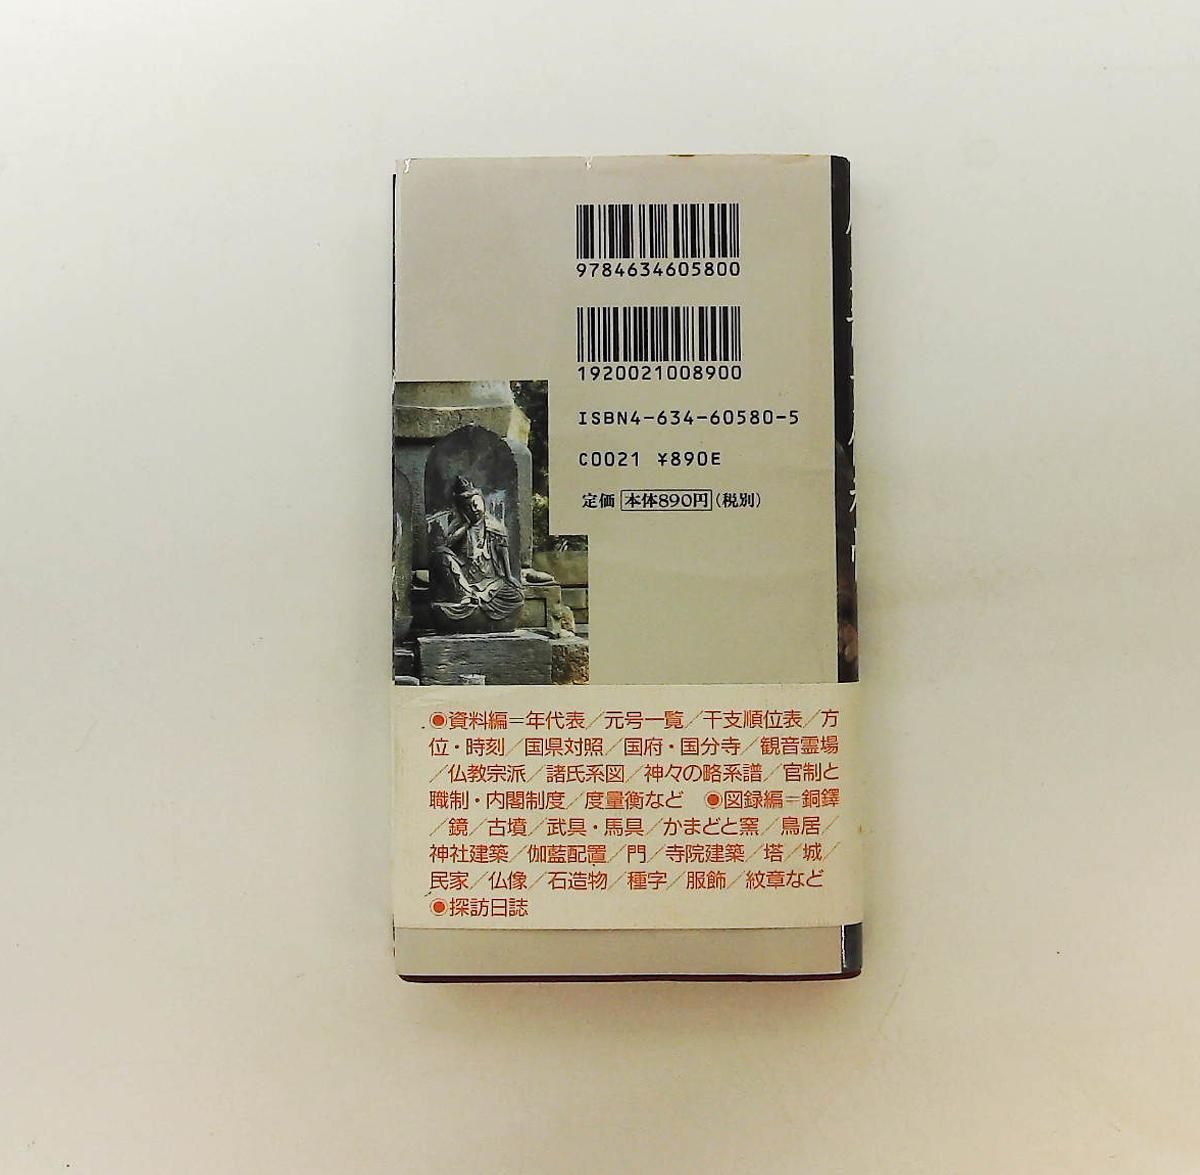 9784634605800
1920021008900
ISBN4-634-60580-5
C0021 ¥890E
定価 本体890円(税別)
●資料編=年代表/元号一覧/干支順位表/方
位・時刻/国県対照/国府・国分寺/観音霊場
/仏教宗派/諸氏系図/神々の略系譜/官制と
職制・内閣制度/度量衡など ●図録編=銅鐸
/鏡/古墳/武具・馬具/かまどと窯/鳥居/
神社建築/伽藍配置/門/寺院建築/塔/城/
民家/仏像/石造物/種字/服飾/紋章など
●探訪日誌